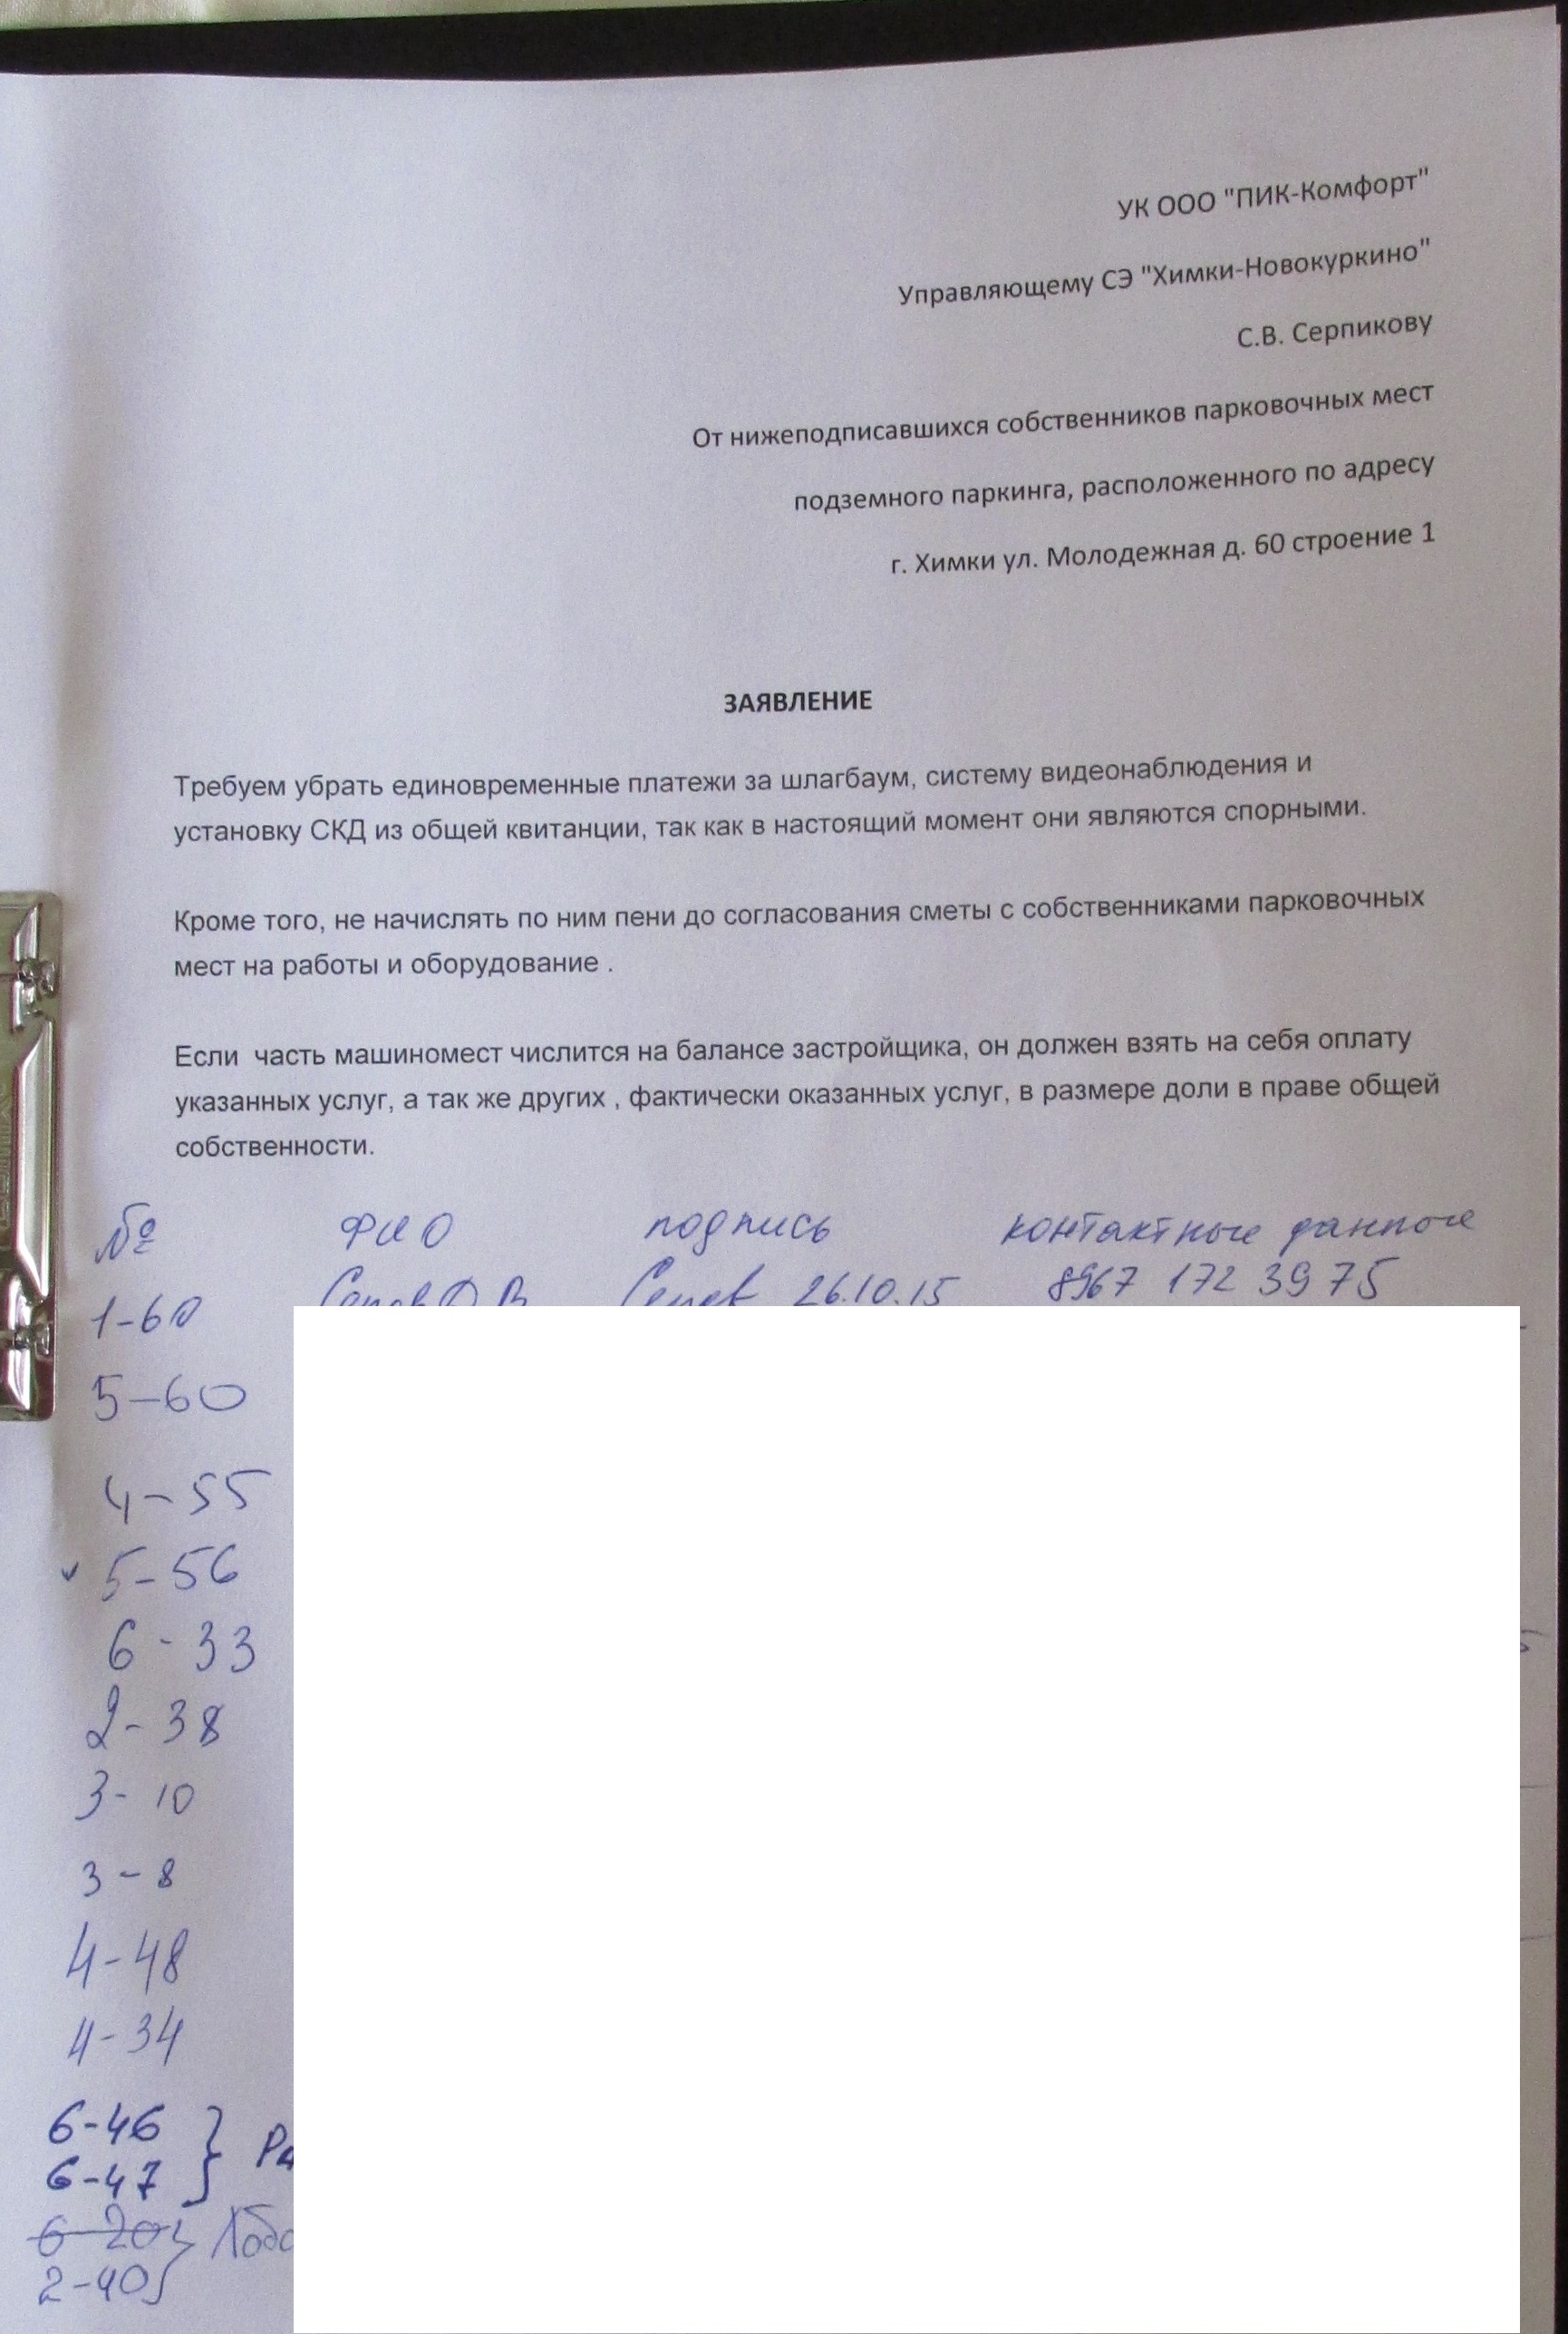 УК ООО "ПИК-Комфорт"
Управляющему СЭ "Химки-Новокуркино"
С.В. Серпикову
От нижеподписавшихся собственников парковочных мест
подземного паркинга, расположенного по адресу
г. Химки ул. Молодежная д. 60 строение 1
ЗАЯВЛЕНИЕ
Требуем убрать единовременные платежи за шлагбаум, систему видеонаблюдения и
установку СКД из общей квитанции, так как в настоящий момент они являются спорными.
Кроме того, не начислять по ним пени до согласования сметы с собственниками парковочных
мест на работы и оборудование .
Если часть машиномест числится на балансе застройщика, он должен взять на себя оплату
указанных услуг, а так же других , фактически оказанных услуг, в размере доли в праве общей
собственности.
№ ФИО подпись контактные данные
1-60 26.10.15 8967 172 39 75
5-60
4-55
5-56
6-33
2-38
3-10
3-8
4-48
4-34
6-46
6-47
6-20
2-40